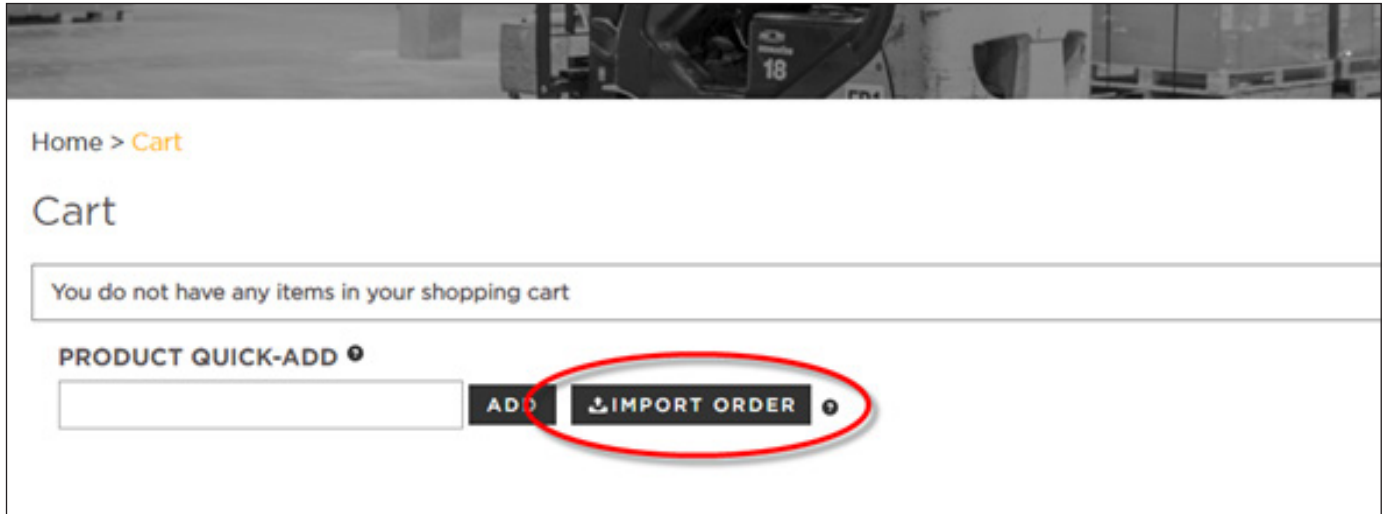 18
Home > Cart
Cart
You do not have any items in your shopping cart
PRODUCT QUICK-ADD
ADD IMPORT ORDER